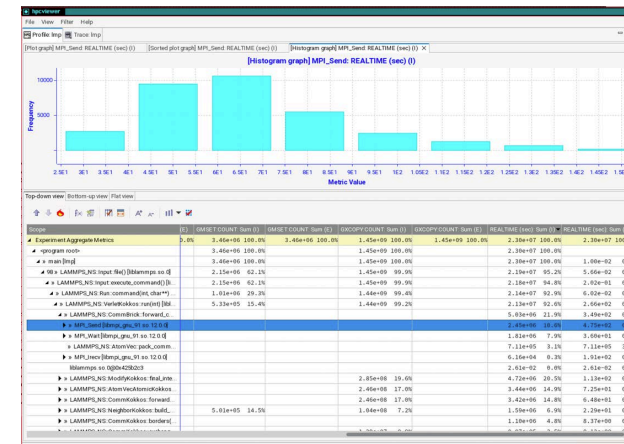 hpcviewer
File View Filter Help
Profile: lmp Trace: lmp
[Plot graph] MPI_Send: REALTIME (sec) (I) [Sorted plot graph] MPI_Send: REALTIME (sec) (I) [Histogram graph] MPI_Send: REALTIME (sec) (I)
[Histogram graph] MPI_Send: REALTIME (sec) (I)
Frequency
10000
5000
2.5E1 3E1 3.5E1 4E1 4.5E1 5E1 5.5E1 6E1 6.5E1 7E1 7.5E1 8E1 8.5E1 9E1 9.5E1 1E2 1.05E2 1.1E2 1.15E2 1.2E2 1.25E2 1.3E2 1.35E2 1.4E2 1.45E2
Metric Value
Top-down view Bottom-up view Flat view
Scope (E) GMSET:COUNT: Sum (I) GMSET:COUNT: Sum (E) GXCOPY:COUNT: Sum (I) GXCOPY:COUNT: Sum (E) REALTIME (sec): Sum (I) REALTIME (sec): Sum
Experiment Aggregate Metrics 0.0% 3.46e+06 100.0% 3.46e+06 100.0% 1.45e+09 100.0% 1.45e+09 100.0% 2.30e+07 100.0% 2.30e+07
<program root> 3.46e+06 100.0% 1.45e+09 100.0% 2.30e+07 100.0%
main [lmp] 3.46e+06 100.0% 1.45e+09 100.0% 2.30e+07 100.0% 1.00e-02
98 » LAMMPS_NS::Input::file() [liblammps.so.0] 2.15e+06 62.1% 1.45e+09 99.9% 2.19e+07 95.2% 5.66e-02
LAMMPS_NS::Input::execute_command() [li 2.15e+06 62.1% 1.45e+09 99.9% 2.18e+07 94.8% 2.02e+01
LAMMPS_NS::Run::command(int, char**) 1.01e+06 29.3% 1.44e+09 99.4% 2.14e+07 92.9% 6.02e-02
LAMMPS_NS::VerletKokkos::run(int) [libl 5.33e+05 15.4% 1.44e+09 99.2% 2.13e+07 92.6% 2.66e+02
LAMMPS_NS::CommBrick::forward_c... 5.03e+06 21.9% 3.49e+02
MPI_Send [libmpi_gnu_91.so.12.0.0] 2.45e+06 10.6% 4.75e+02
MPI_Wait [libmpi_gnu_91.so.12.0.0] 1.81e+06 7.9% 3.60e+01
LAMMPS_NS::AtomVec::pack_comm... 7.11e+05 3.1% 7.11e+05
MPI_Irecv [libmpi_gnu_91.so.12.0.0] 6.16e+04 0.3% 1.91e+02
liblammps.so.0@0x425b2c3 2.61e-02 0.0% 2.61e-02
LAMMPS_NS::ModifyKokkos::final_inte... 2.85e+08 19.6% 4.72e+06 20.5% 1.13e+02
LAMMPS_NS::AtomVecAtomicKokkos... 2.46e+08 17.0% 3.44e+06 14.9% 7.25e+01
LAMMPS_NS::CommKokkos::forward... 2.46e+08 17.0% 3.42e+06 14.8% 6.48e+01
LAMMPS_NS::NeighborKokkos::build_... 5.01e+05 14.5% 1.04e+08 7.2% 1.59e+06 6.9% 2.29e+01
LAMMPS_NS::CommKokkos::borders( 1.10e+06 4.8% 8.37e+00